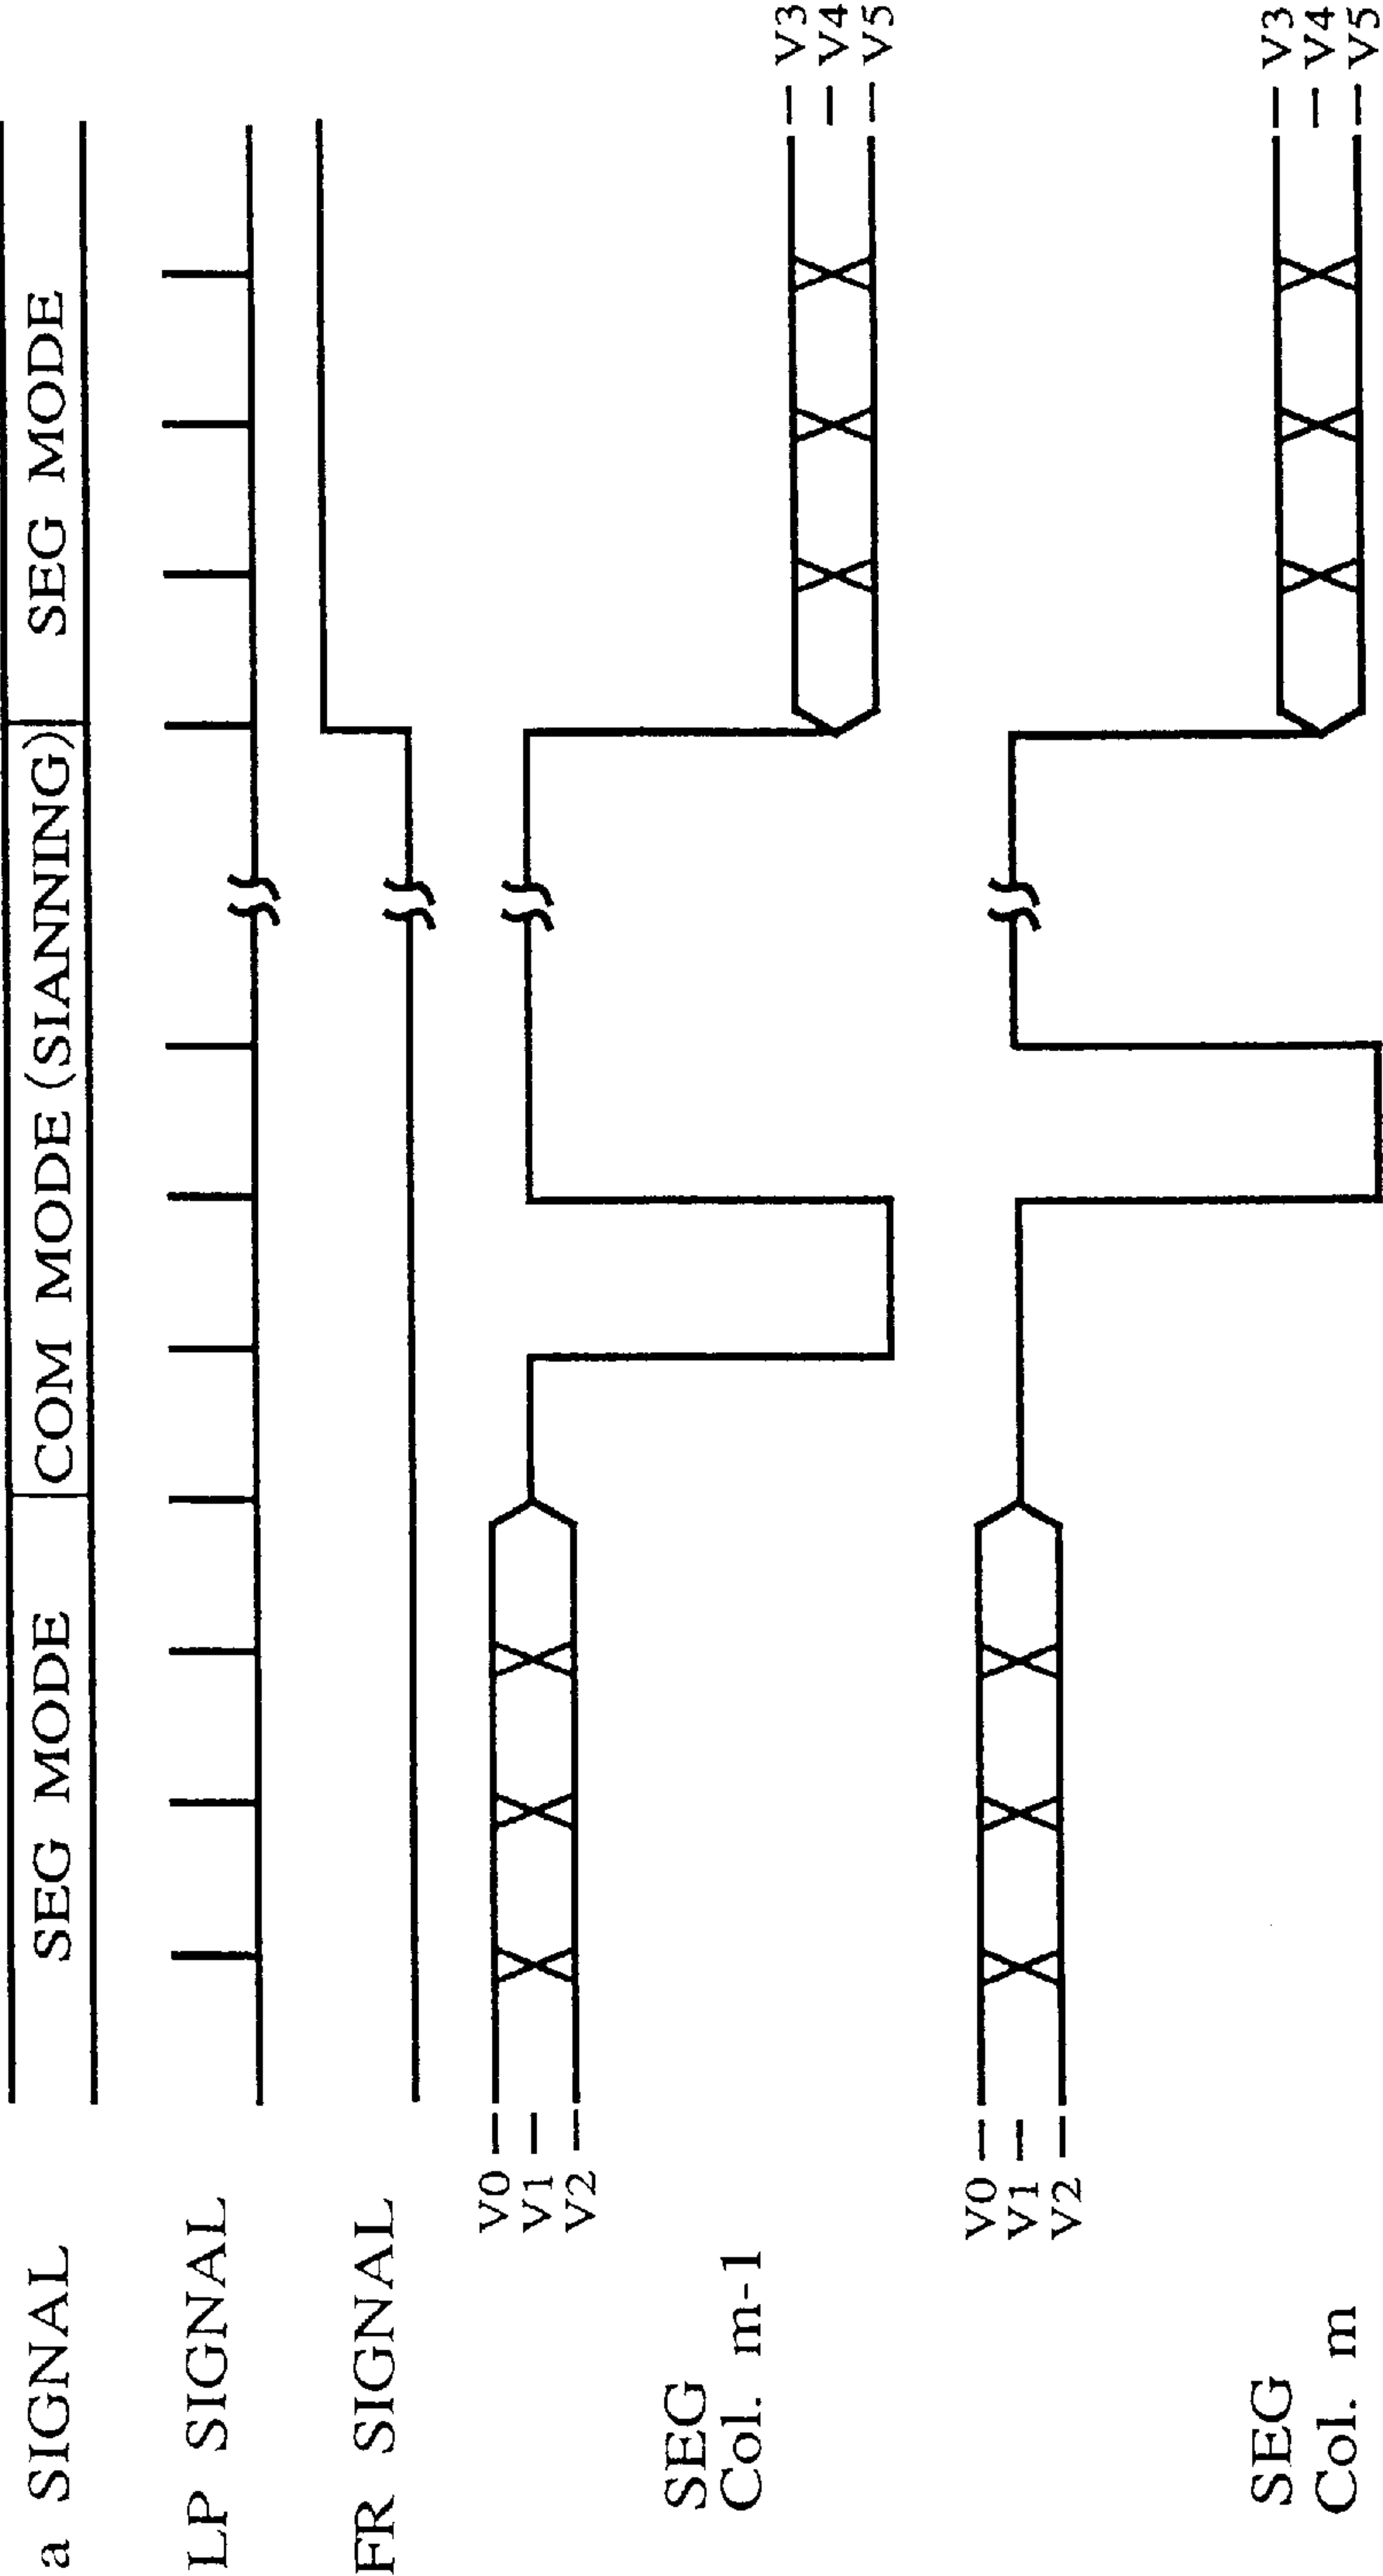 a SIGNAL
SEG MODE
COM MODE (SIANNING)
SEG MODE
LP SIGNAL
FR SIGNAL
V0
V1
V2
SEG
Col. m-1
V3
V4
V5
V0
V1
V2
SEG
Col. m
V3
V4
V5